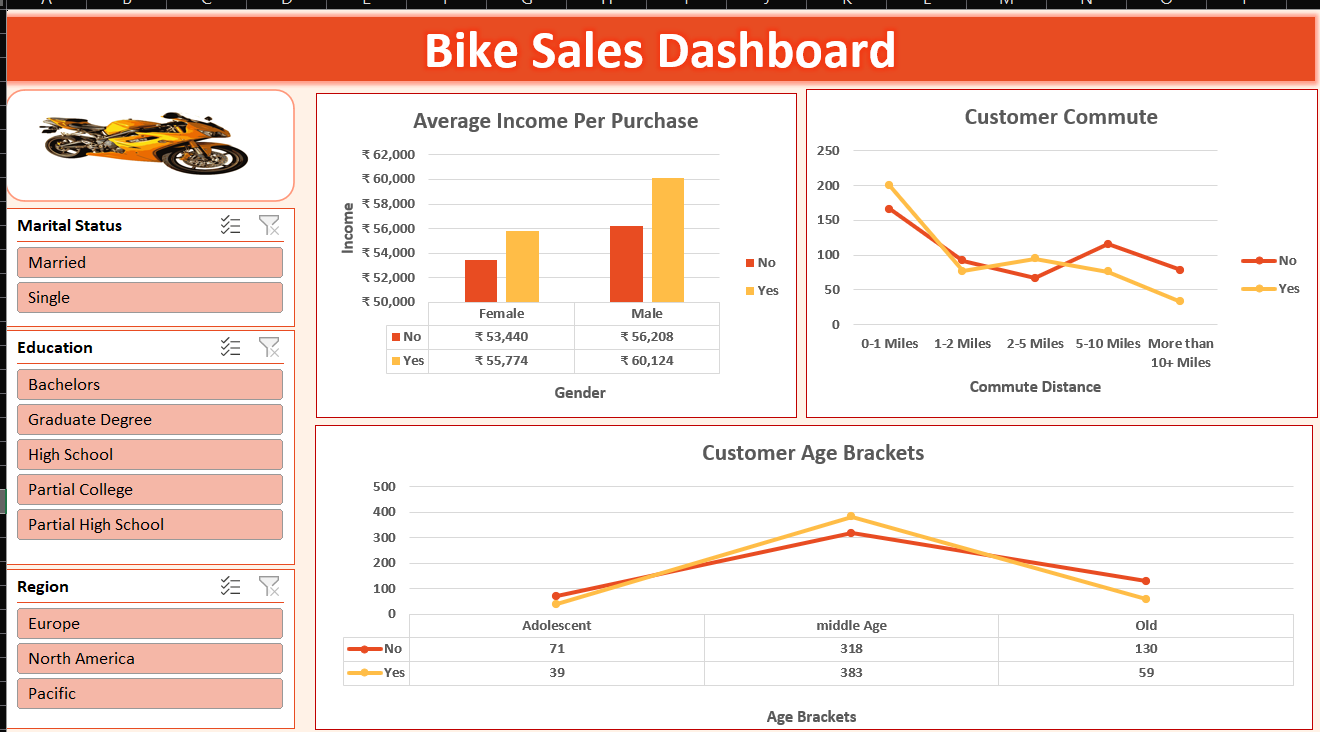 Bike Sales Dashboard
Marital Status
Married
Single
Education
Bachelors
Graduate Degree
High School
Partial College
Partial High School
Region
Europe
North America
Pacific
Average Income Per Purchase
₹ 62,000
₹ 60,000
₹ 58,000
₹ 56,000
₹ 54,000
₹ 52,000
₹ 50,000
Income
Female Male
No ₹ 53,440 ₹ 56,208
Yes ₹ 55,774 ₹ 60,124
Gender
No
Yes
Customer Commute
250
200
150
100
50
0
0-1 Miles 1-2 Miles 2-5 Miles 5-10 Miles More than
10+ Miles
Commute Distance
No
Yes
Customer Age Brackets
500
400
300
200
100
0
Adolescent middle Age Old
No 71 318 130
Yes 39 383 59
Age Brackets